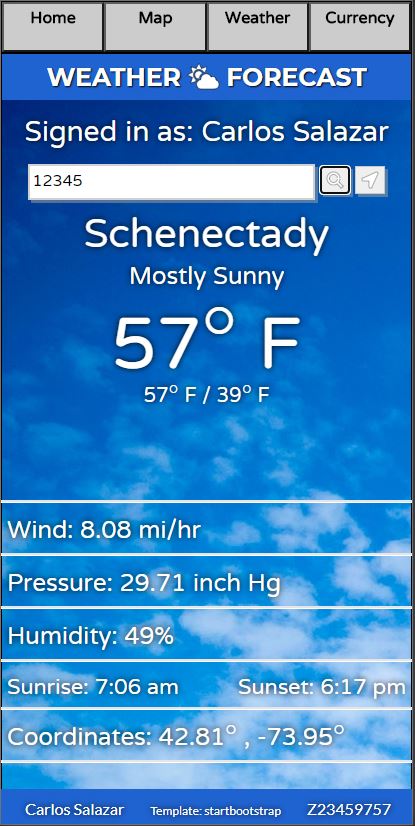 Home Map Weather Currency
WEATHER FORECAST
Signed in as: Carlos Salazar
12345
Schenectady
Mostly Sunny
57° F
57° F / 39° F
Wind: 8.08 mi/hr
Pressure: 29.71 inch Hg
Humidity: 49%
Sunrise: 7:06 am Sunset: 6:17 pm
Coordinates: 42.81° , -73.95°
Carlos Salazar Template: startbootstrap Z23459757